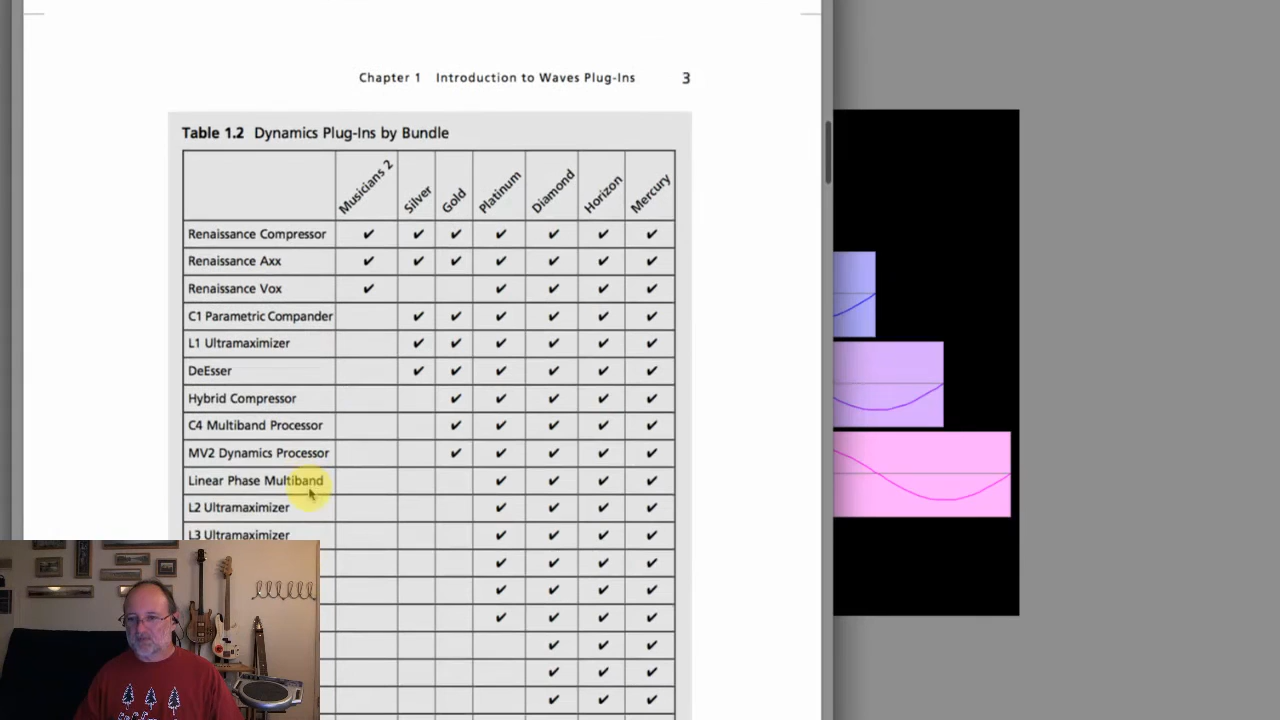 Chapter 1 Introduction to Waves Plug-Ins 3
Table 1.2 Dynamics Plug-Ins by Bundle
Musicians 2 Silver Gold Platinum Diamond Horizon Mercury
Renaissance Compressor ✔ ✔ ✔ ✔ ✔ ✔ ✔
Renaissance Axx ✔ ✔ ✔ ✔ ✔ ✔ ✔
Renaissance Vox ✔ ✔ ✔ ✔ ✔
C1 Parametric Compander ✔ ✔ ✔ ✔ ✔ ✔
L1 Ultramaximizer ✔ ✔ ✔ ✔ ✔ ✔
DeEsser ✔ ✔ ✔ ✔ ✔ ✔
Hybrid Compressor ✔ ✔ ✔ ✔ ✔
C4 Multiband Processor ✔ ✔ ✔ ✔ ✔
MV2 Dynamics Processor ✔ ✔ ✔ ✔ ✔
Linear Phase Multiband ✔ ✔ ✔ ✔
L2 Ultramaximizer ✔ ✔ ✔ ✔
L3 Ultramaximizer ✔ ✔ ✔ ✔
✔ ✔ ✔ ✔
✔ ✔ ✔ ✔
✔ ✔ ✔ ✔
✔ ✔ ✔
✔ ✔ ✔
✔ ✔ ✔